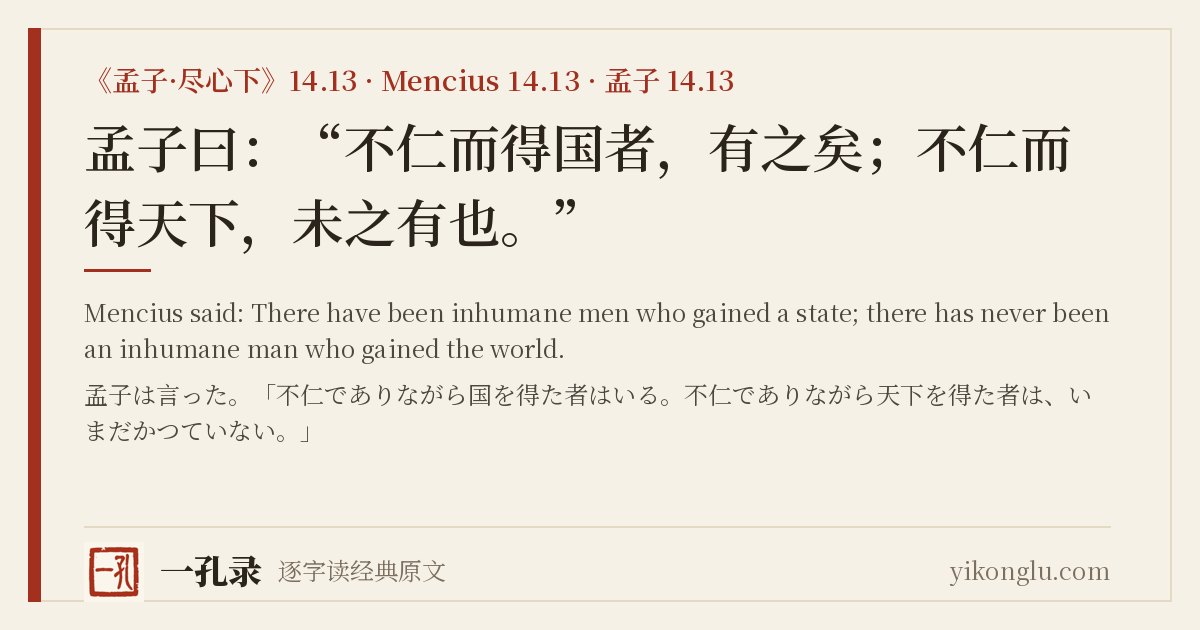 《孟子·尽心下》14.13 · Mencius 14.13 · 孟子 14.13
孟子曰：“不仁而得国者，有之矣；不仁而
得天下，未之有也。”
Mencius said: There have been inhumane men who gained a state; there has never been
an inhumane man who gained the world.
孟子は言った。「不仁でありながら国を得た者はいる。不仁でありながら天下を得た者は、い
まだかつていない。」
一孔
一孔录 逐字读经典原文 yikonglu.com